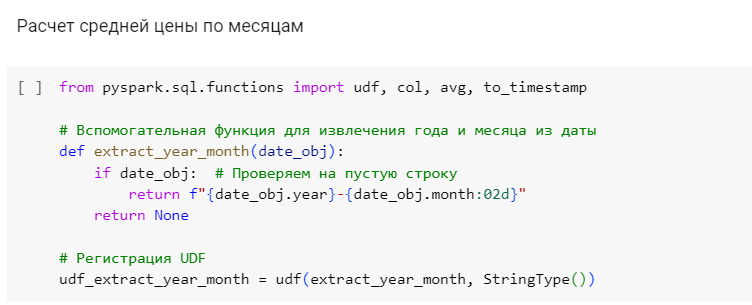 Расчет средней цены по месяцам
[ ] from pyspark.sql.functions import udf, col, avg, to_timestamp
# Вспомогательная функция для извлечения года и месяца из даты
def extract_year_month(date_obj):
    if date_obj:  # Проверяем на пустую строку
        return f"{date_obj.year}-{date_obj.month:02d}"
    return None
# Регистрация UDF
udf_extract_year_month = udf(extract_year_month, StringType())